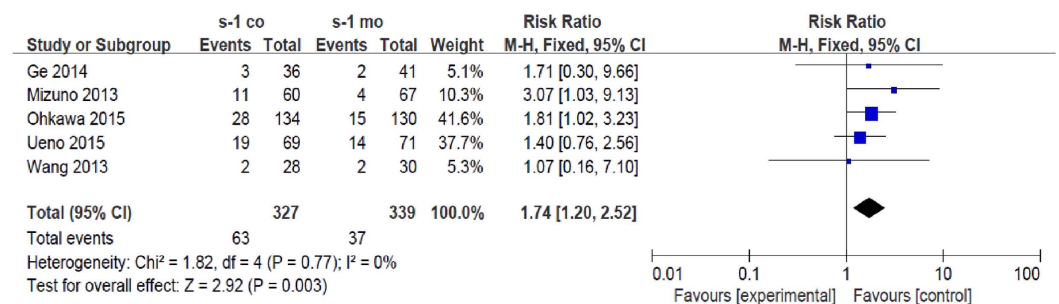 s-1 co s-1 mo Risk Ratio Risk Ratio
Study or Subgroup Events Total Events Total Weight M-H, Fixed, 95% CI M-H, Fixed, 95% CI
Ge 2014 3 36 2 41 5.1% 1.71 [0.30, 9.66]
Mizuno 2013 11 60 4 67 10.3% 3.07 [1.03, 9.13]
Ohkawa 2015 28 134 15 130 41.6% 1.81 [1.02, 3.23]
Ueno 2015 19 69 14 71 37.7% 1.40 [0.76, 2.56]
Wang 2013 2 28 2 30 5.3% 1.07 [0.16, 7.10]
Total (95% CI) 327 339 100.0% 1.74 [1.20, 2.52]
Total events 63 37
Heterogeneity: Chi² = 1.82, df = 4 (P = 0.77); I² = 0%
Test for overall effect: Z = 2.92 (P = 0.003)
0.01 0.1 1 10 100
Favours [experimental] Favours [control]